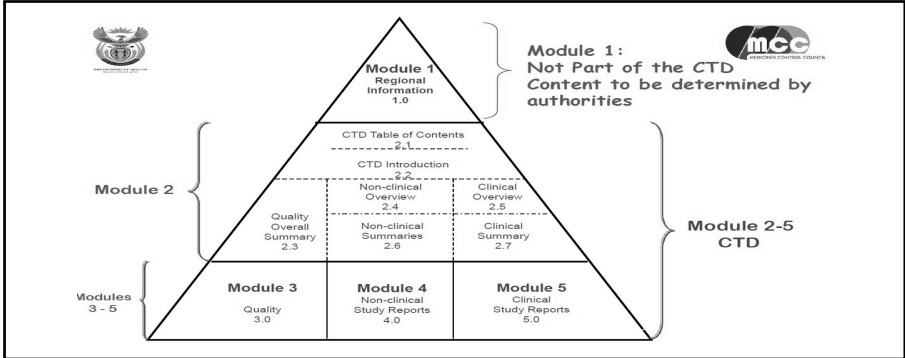 DEPARTMENT OF HEALTH
mcc
MEDICINES CONTROL COUNCIL
Module 1:
Not Part of the CTD
Content to be determined by
authorities
Module 1
Regional
Information
1.0
CTD Table of Contents
2.1
CTD Introduction
2.2
Module 2
Non-clinical
Overview
2.4
Clinical
Overview
2.5
Quality
Overall
Summary
2.3
Non-clinical
Summaries
2.6
Clinical
Summary
2.7
Module 2-5
CTD
Modules
3 - 5
Module 3
Quality
3.0
Module 4
Non-clinical
Study Reports
4.0
Module 5
Clinical
Study Reports
5.0